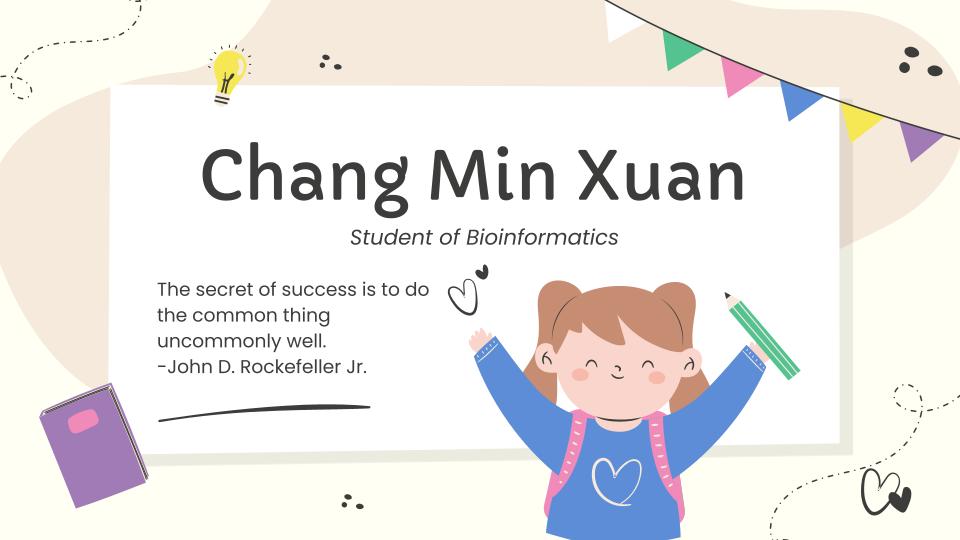 Chang Min Xuan
Student of Bioinformatics
The secret of success is to do
the common thing
uncommonly well.
-John D. Rockefeller Jr.